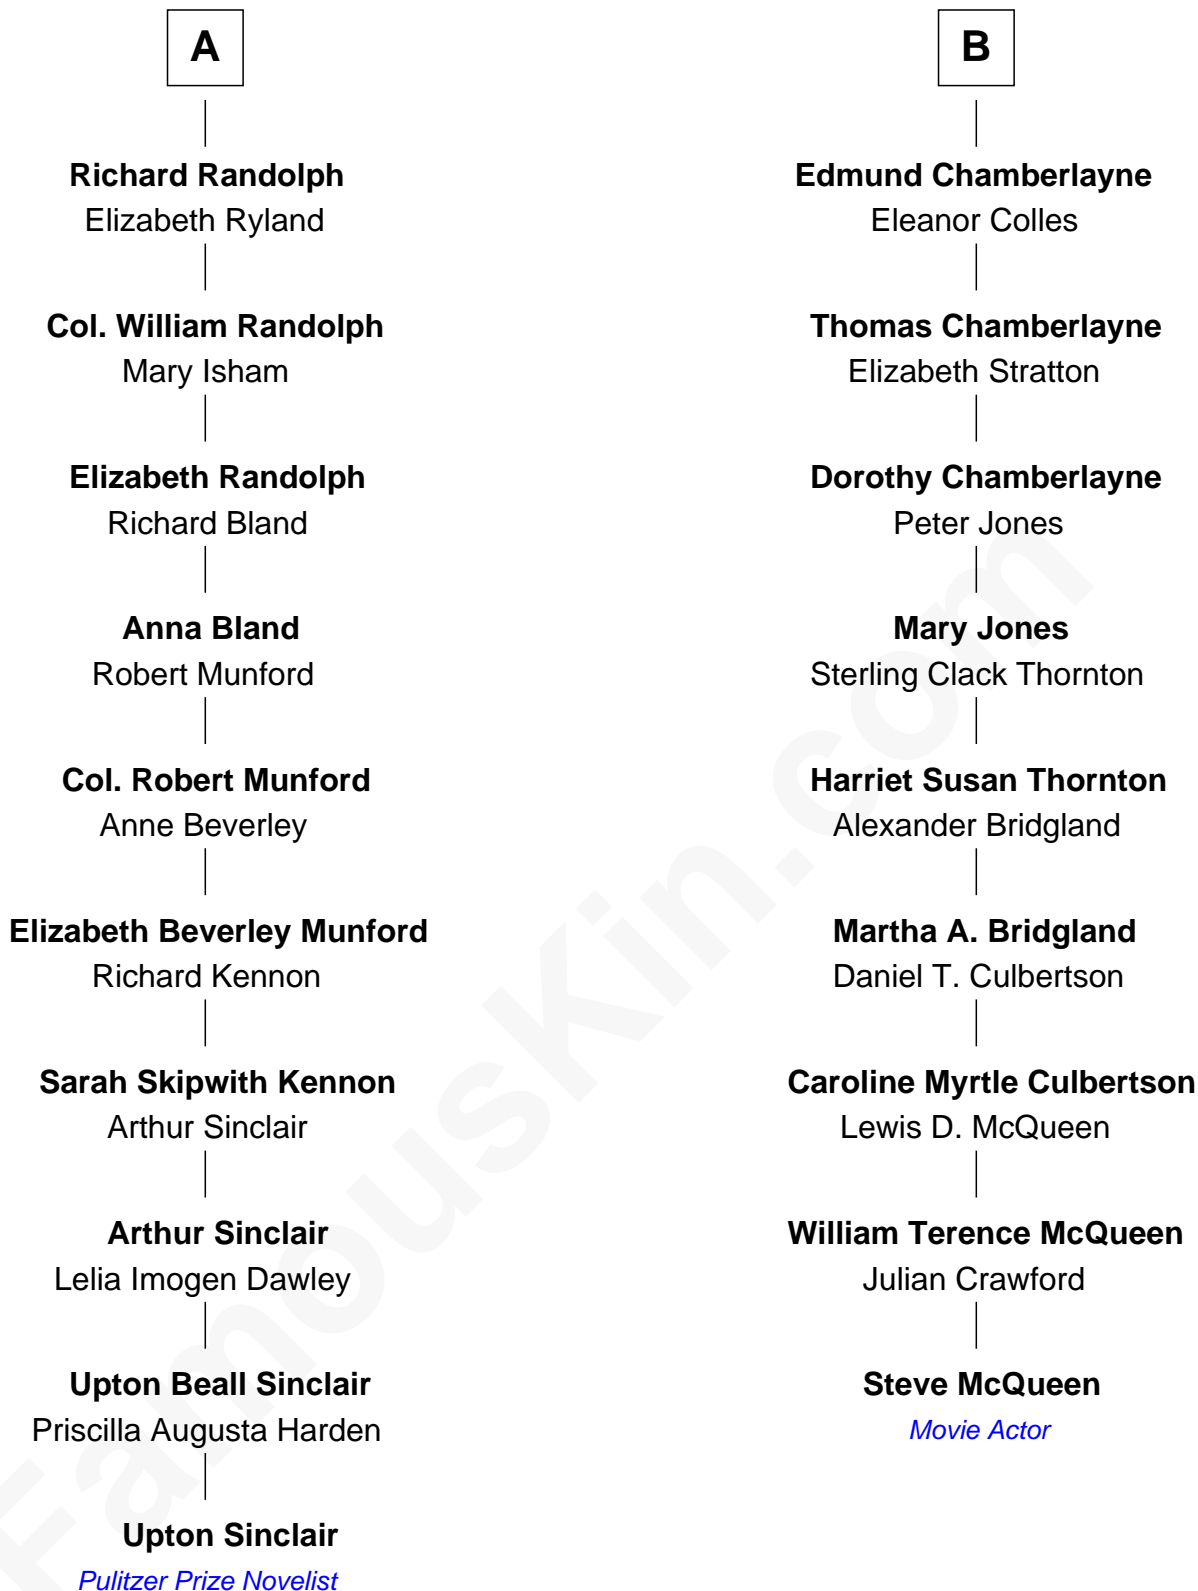 A
Richard Randolph
Elizabeth Ryland
Col. William Randolph
Mary Isham
Elizabeth Randolph
Richard Bland
Anna Bland
Robert Munford
Col. Robert Munford
Anne Beverley
Elizabeth Beverley Munford
Richard Kennon
Sarah Skipwith Kennon
Arthur Sinclair
Arthur Sinclair
Lelia Imogen Dawley
Upton Beall Sinclair
Priscilla Augusta Harden
Upton Sinclair
Pulitzer Prize Novelist
B
Edmund Chamberlayne
Eleanor Colles
Thomas Chamberlayne
Elizabeth Stratton
Dorothy Chamberlayne
Peter Jones
Mary Jones
Sterling Clack Thornton
Harriet Susan Thornton
Alexander Bridgland
Martha A. Bridgland
Daniel T. Culbertson
Caroline Myrtle Culbertson
Lewis D. McQueen
William Terence McQueen
Julian Crawford
Steve McQueen
Movie Actor
FamousKin.com